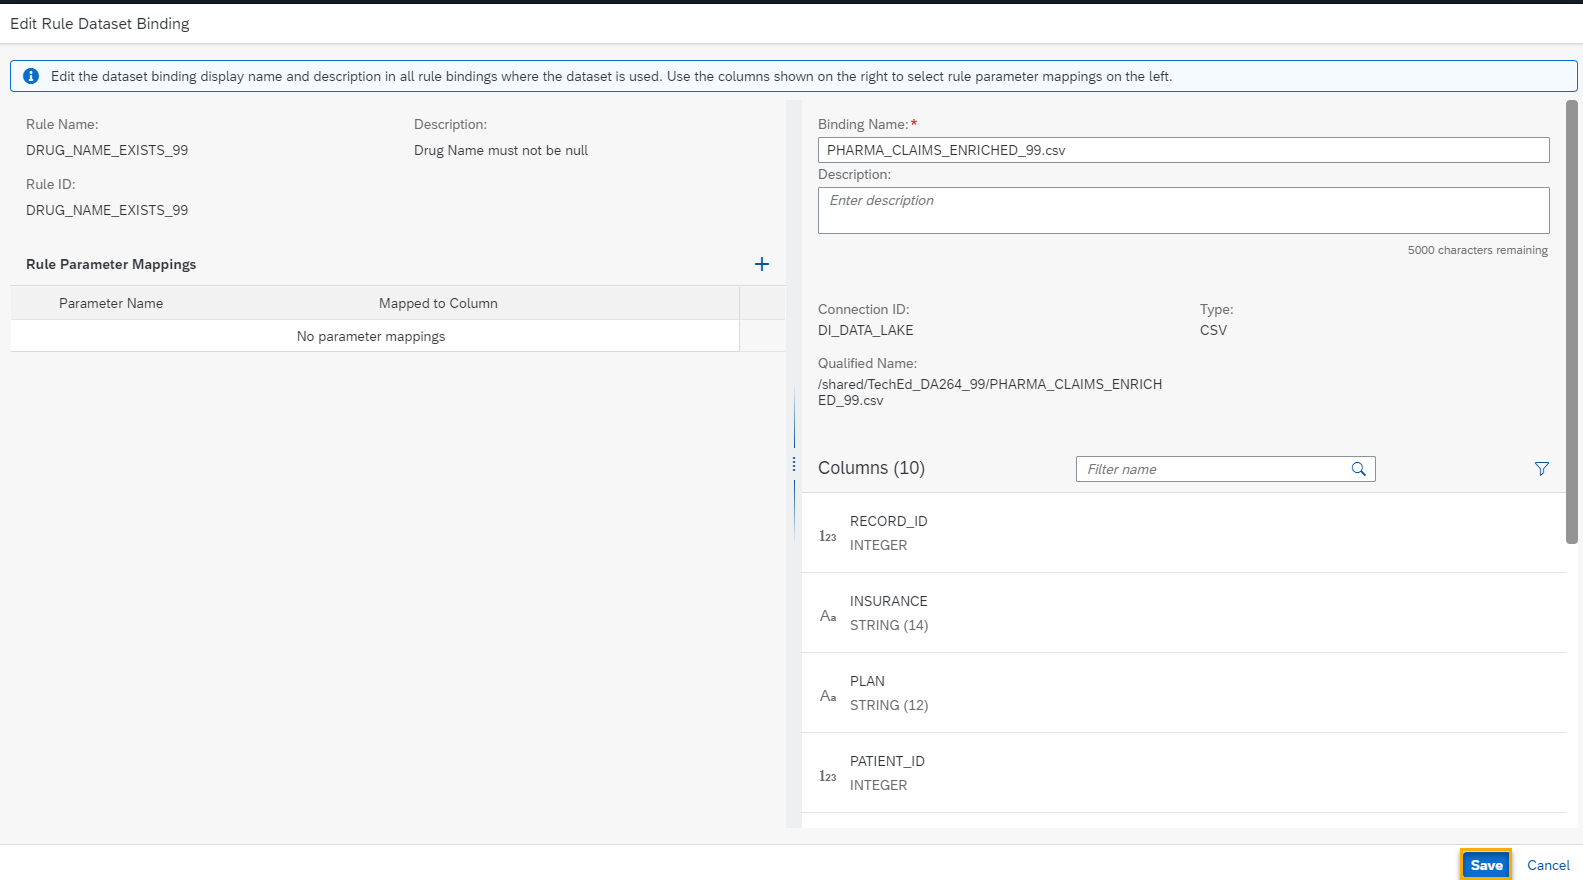 Edit Rule Dataset Binding
Edit the dataset binding display name and description in all rule bindings where the dataset is used. Use the columns shown on the right to select rule parameter mappings on the left.
Rule Name:
DRUG_NAME_EXISTS_99
Description:
Drug Name must not be null
Rule ID:
DRUG_NAME_EXISTS_99
Rule Parameter Mappings
Parameter Name
Mapped to Column
No parameter mappings
Binding Name:*
PHARMA_CLAIMS_ENRICHED_99.csv
Description:
Enter description
5000 characters remaining
Connection ID:
DI_DATA_LAKE
Type:
CSV
Qualified Name:
/shared/TechEd_DA264_99/PHARMA_CLAIMS_ENRICH
ED_99.csv
Columns (10)
Filter name
123
RECORD_ID
INTEGER
Aa
INSURANCE
STRING (14)
Aa
PLAN
STRING (12)
123
PATIENT_ID
INTEGER
Save
Cancel